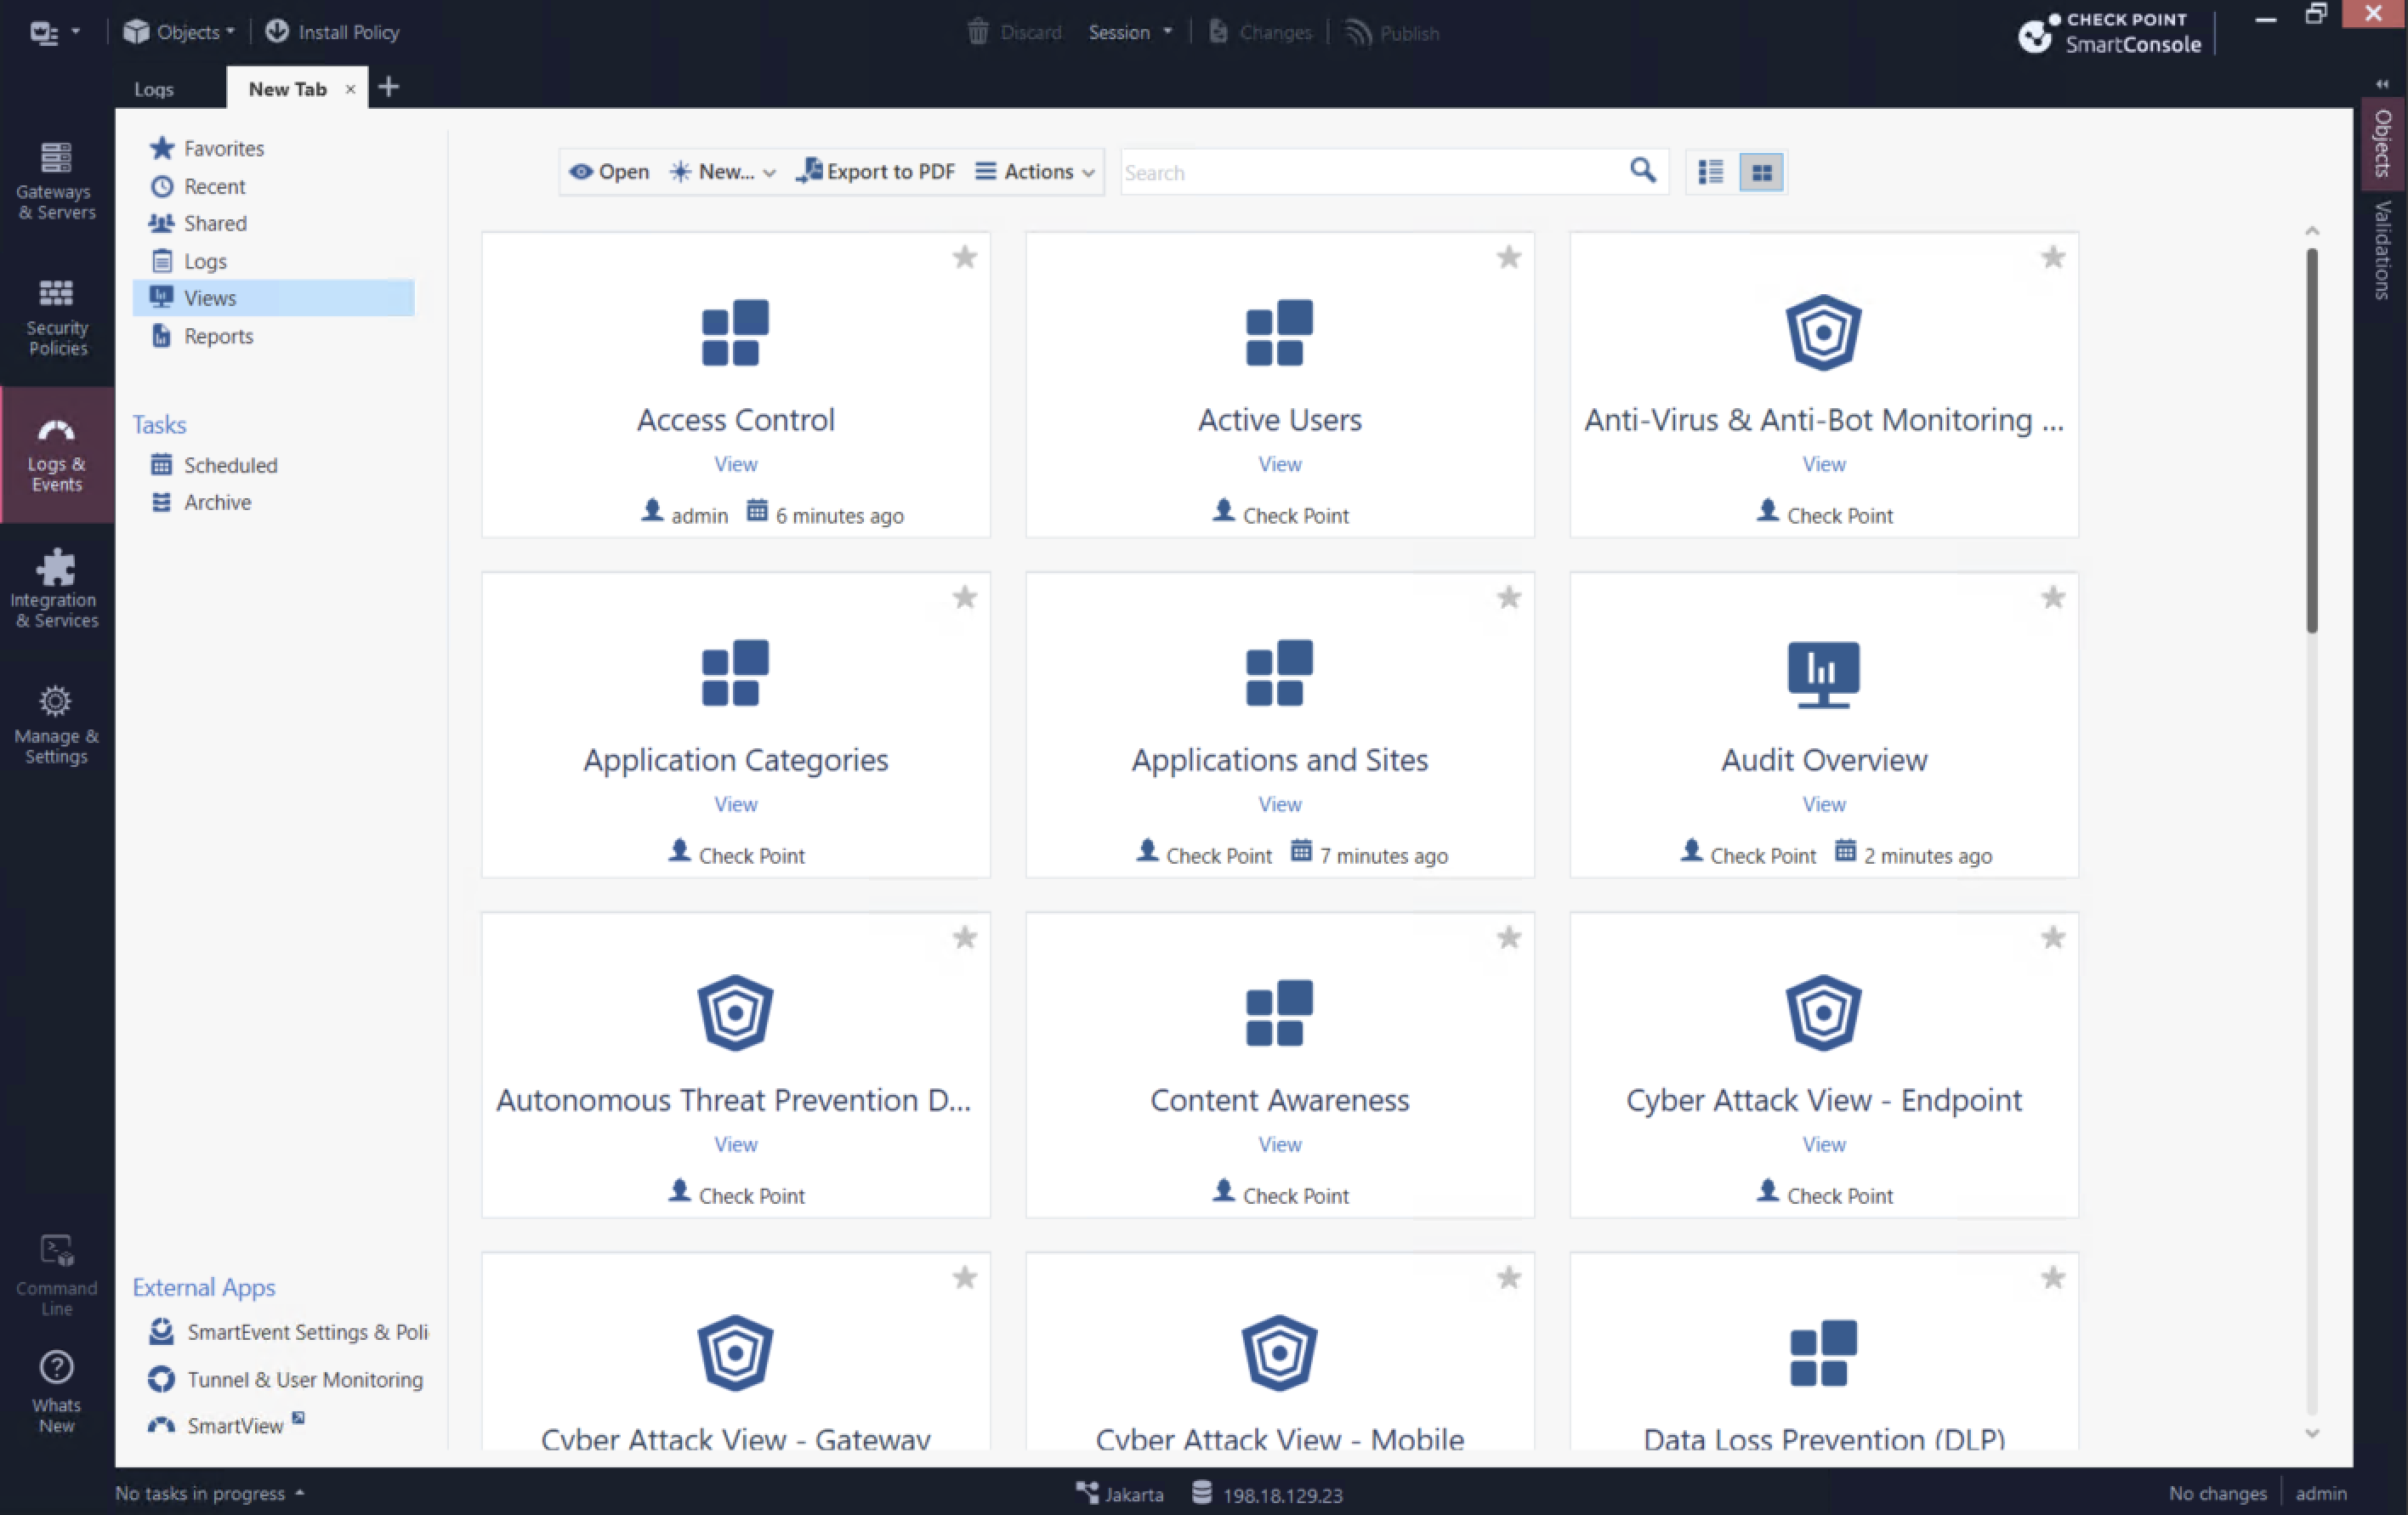 Objects
Install Policy
Discard
Session
Changes
Publish
CHECK POINT
SmartConsole
Logs
New Tab
Gateways
& Servers
Security
Policies
Logs &
Events
Integration
& Services
Manage &
Settings
Command
Line
Whats
New
Favorites
Recent
Shared
Logs
Views
Reports
Tasks
Scheduled
Archive
External Apps
SmartEvent Settings & Poli
Tunnel & User Monitoring
SmartView
Open
New...
Export to PDF
Actions
Search
Access Control
View
admin 6 minutes ago
Active Users
View
Check Point
Anti-Virus & Anti-Bot Monitoring ...
View
Check Point
Application Categories
View
Check Point
Applications and Sites
View
Check Point 7 minutes ago
Audit Overview
View
Check Point 2 minutes ago
Autonomous Threat Prevention D...
View
Check Point
Content Awareness
View
Check Point
Cyber Attack View - Endpoint
View
Check Point
Cyber Attack View - Gateway
Cyber Attack View - Mobile
Data Loss Prevention (DLP)
Objects
Validations
No tasks in progress
Jakarta
198.18.129.23
No changes
admin